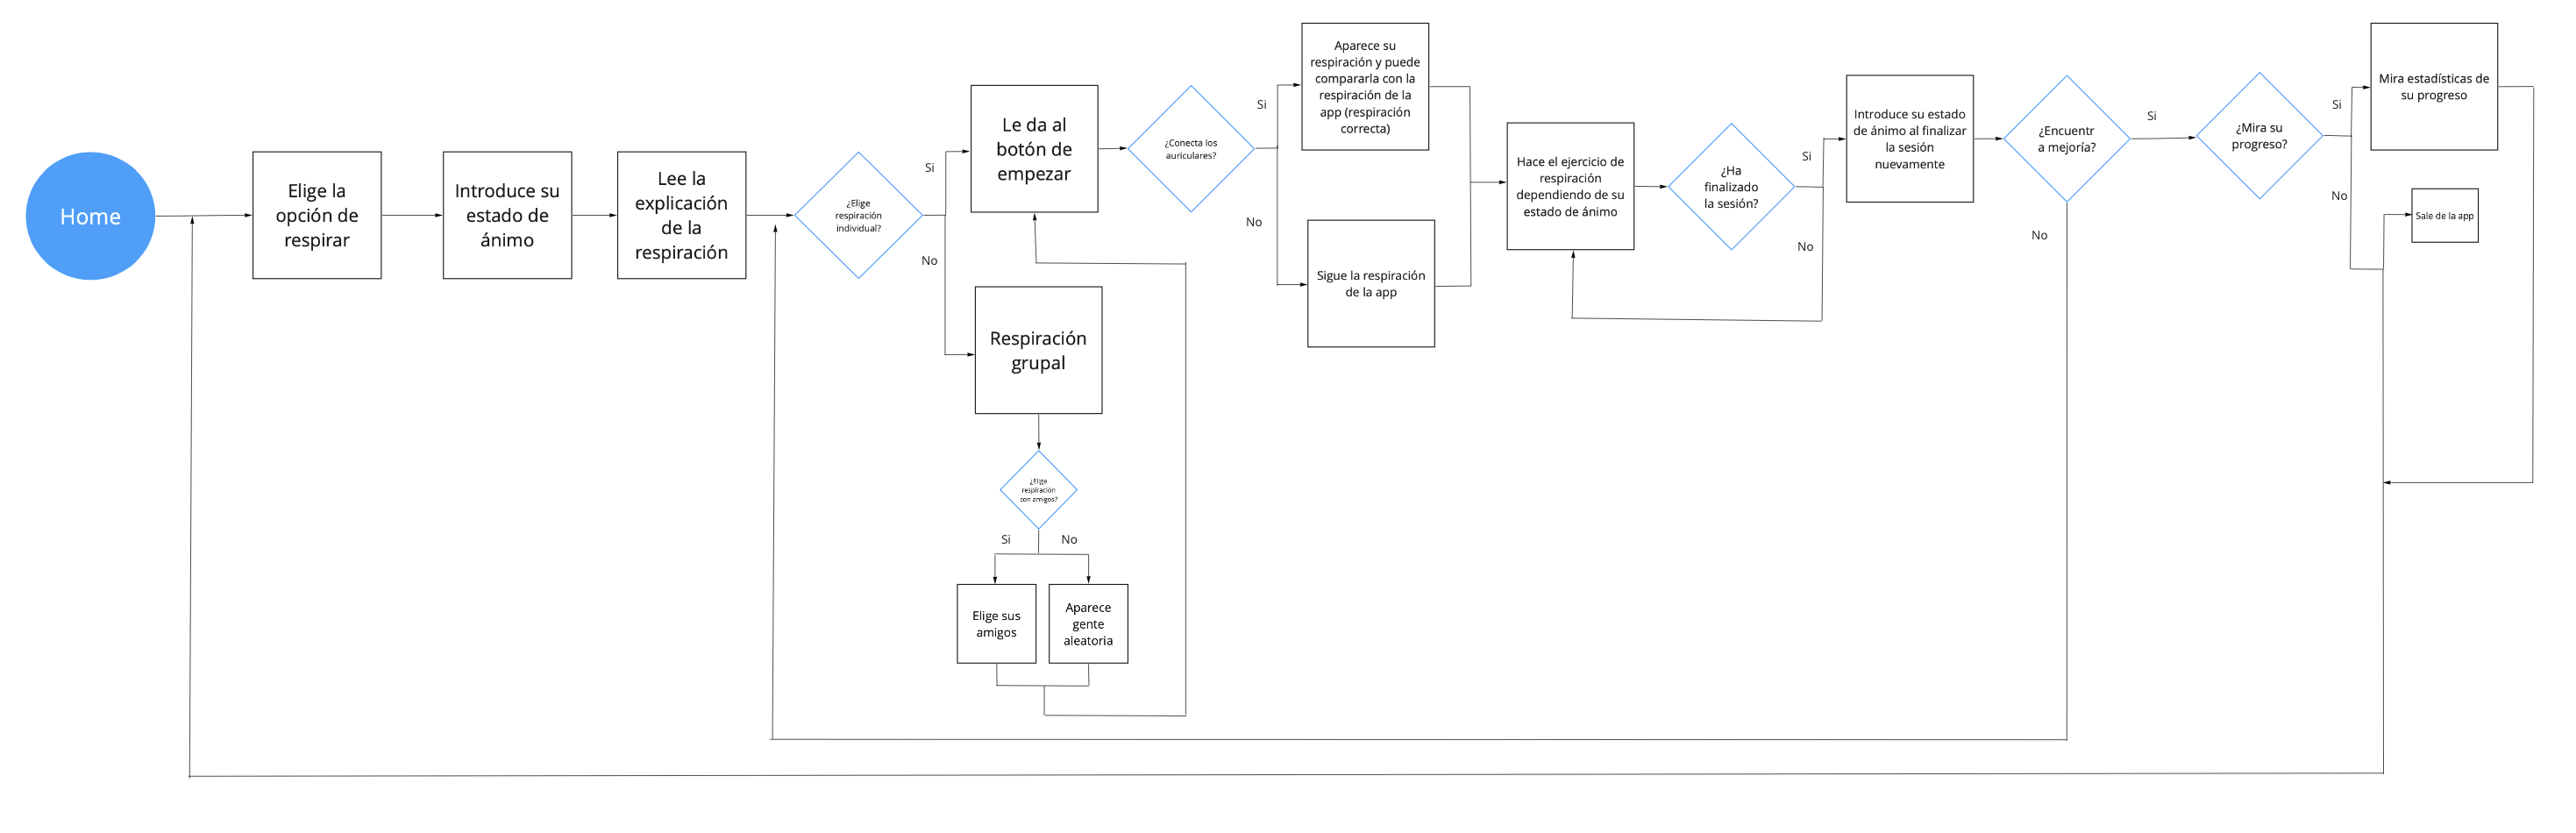 Home
Elige la
opción de
respirar
Introduce su
estado de
ánimo
Lee la
explicación
de la
respiración
¿Elige
respiración
individual?
Si
No
Le da al
botón de
empezar
Respiración
grupal
¿Elige
respiración
con amigos?
Si
No
Elige sus
amigos
Aparece
gente
aleatoria
¿Conecta los
auriculares?
Si
No
Aparece su
respiración y puede
compararla con la
respiración de la
app (respiración
correcta)
Sigue la respiración
de la app
Hace el ejercicio de
respiración
dependiendo de su
estado de ánimo
¿Ha
finalizado
la sesión?
Si
No
Introduce su estado
de ánimo al finalizar
la sesión
nuevamente
¿Encuentr
a mejoría?
Si
No
¿Mira su
progreso?
Si
No
Mira estadísticas de
su progreso
Sale de la app